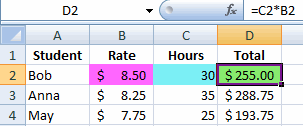 D2 fx =C2*B2
A B C D
1 Student Rate Hours Total
2 Bob $ 8.50 30 $ 255.00
3 Anna $ 8.25 35 $ 288.75
4 May $ 7.75 25 $ 193.75